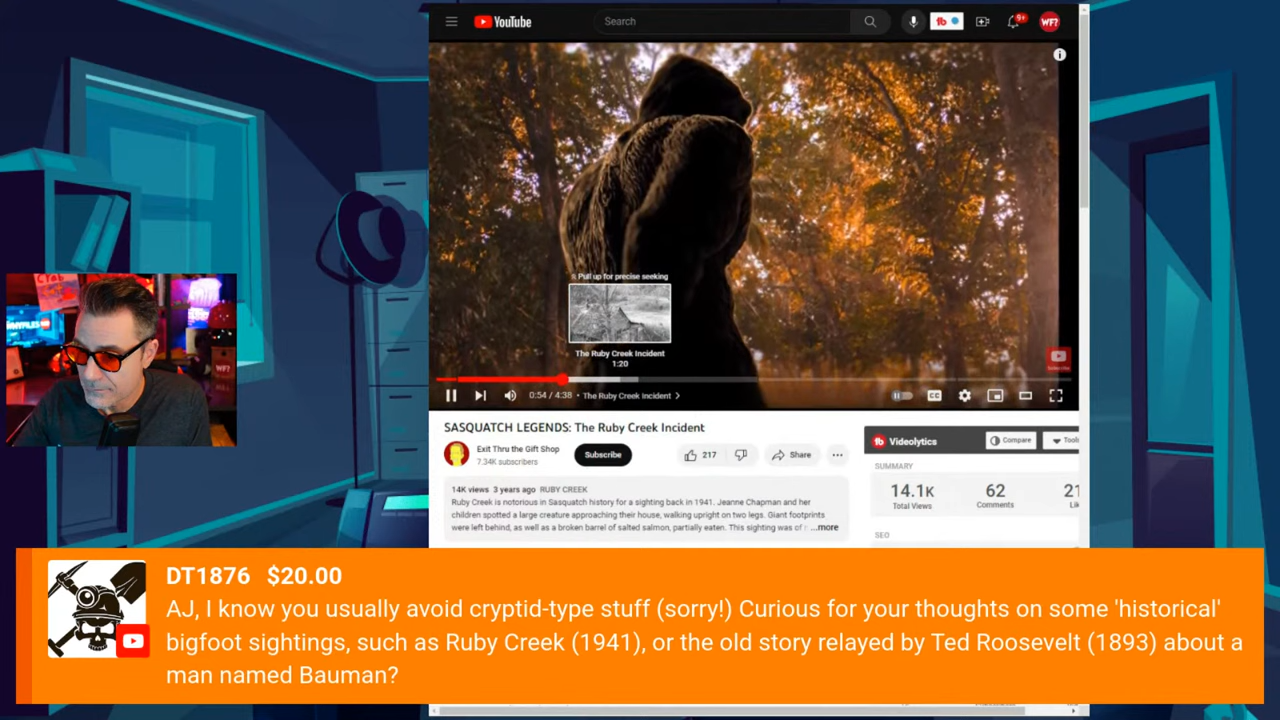 YouTube
Search
9+
WF?
Pull up for precise seeking
The Ruby Creek Incident
1:20
0:54 / 4:38 • The Ruby Creek Incident
CC
SASQUATCH LEGENDS: The Ruby Creek Incident
Exit Thru the Gift Shop
7.34K subscribers
Subscribe
217
Share
14K views 3 years ago RUBY CREEK
Ruby Creek is notorious in Sasquatch history for a sighting back in 1941. Jeanne Chapman and her
children spotted a large creature approaching their house, walking upright on two legs. Giant footprints
were left behind, as well as a broken barrel of salted salmon, partially eaten. This sighting was of
...more
tb Videolytics
Compare
Tools
SUMMARY
14.1K
62
21
Total Views
Comments
Lik
SEO
DT1876 $20.00
AJ, I know you usually avoid cryptid-type stuff (sorry!) Curious for your thoughts on some 'historical'
bigfoot sightings, such as Ruby Creek (1941), or the old story relayed by Ted Roosevelt (1893) about a
man named Bauman?